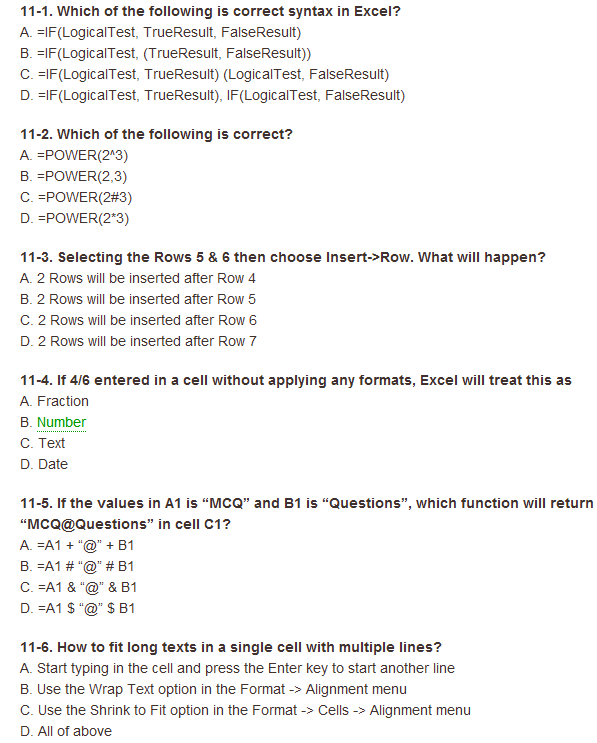 11-1. Which of the following is correct syntax in Excel?
A. =IF(LogicalTest, TrueResult, FalseResult)
B. =IF(LogicalTest, (TrueResult, FalseResult))
C. =IF(LogicalTest, TrueResult) (LogicalTest, FalseResult)
D. =IF(LogicalTest, TrueResult), IF(LogicalTest, FalseResult)
11-2. Which of the following is correct?
A. =POWER(2^3)
B. =POWER(2,3)
C. =POWER(2#3)
D. =POWER(2*3)
11-3. Selecting the Rows 5 & 6 then choose Insert->Row. What will happen?
A. 2 Rows will be inserted after Row 4
B. 2 Rows will be inserted after Row 5
C. 2 Rows will be inserted after Row 6
D. 2 Rows will be inserted after Row 7
11-4. If 4/6 entered in a cell without applying any formats, Excel will treat this as
A. Fraction
B. Number
C. Text
D. Date
11-5. If the values in A1 is “MCQ” and B1 is “Questions”, which function will return
“MCQ@Questions” in cell C1?
A. =A1 + “@” + B1
B. =A1 # “@” # B1
C. =A1 & “@” & B1
D. =A1 $ “@” $ B1
11-6. How to fit long texts in a single cell with multiple lines?
A. Start typing in the cell and press the Enter key to start another line
B. Use the Wrap Text option in the Format -> Alignment menu
C. Use the Shrink to Fit option in the Format -> Cells -> Alignment menu
D. All of above